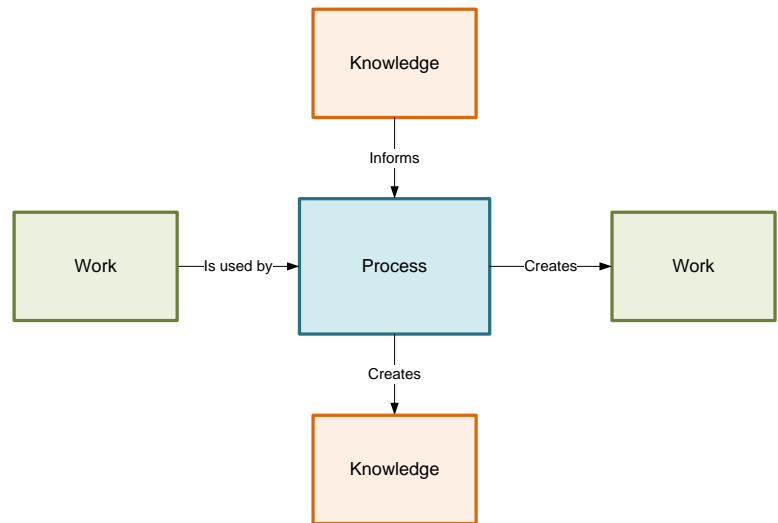 Knowledge
Informs
Work
Is used by
Process
Creates
Work
Creates
Knowledge